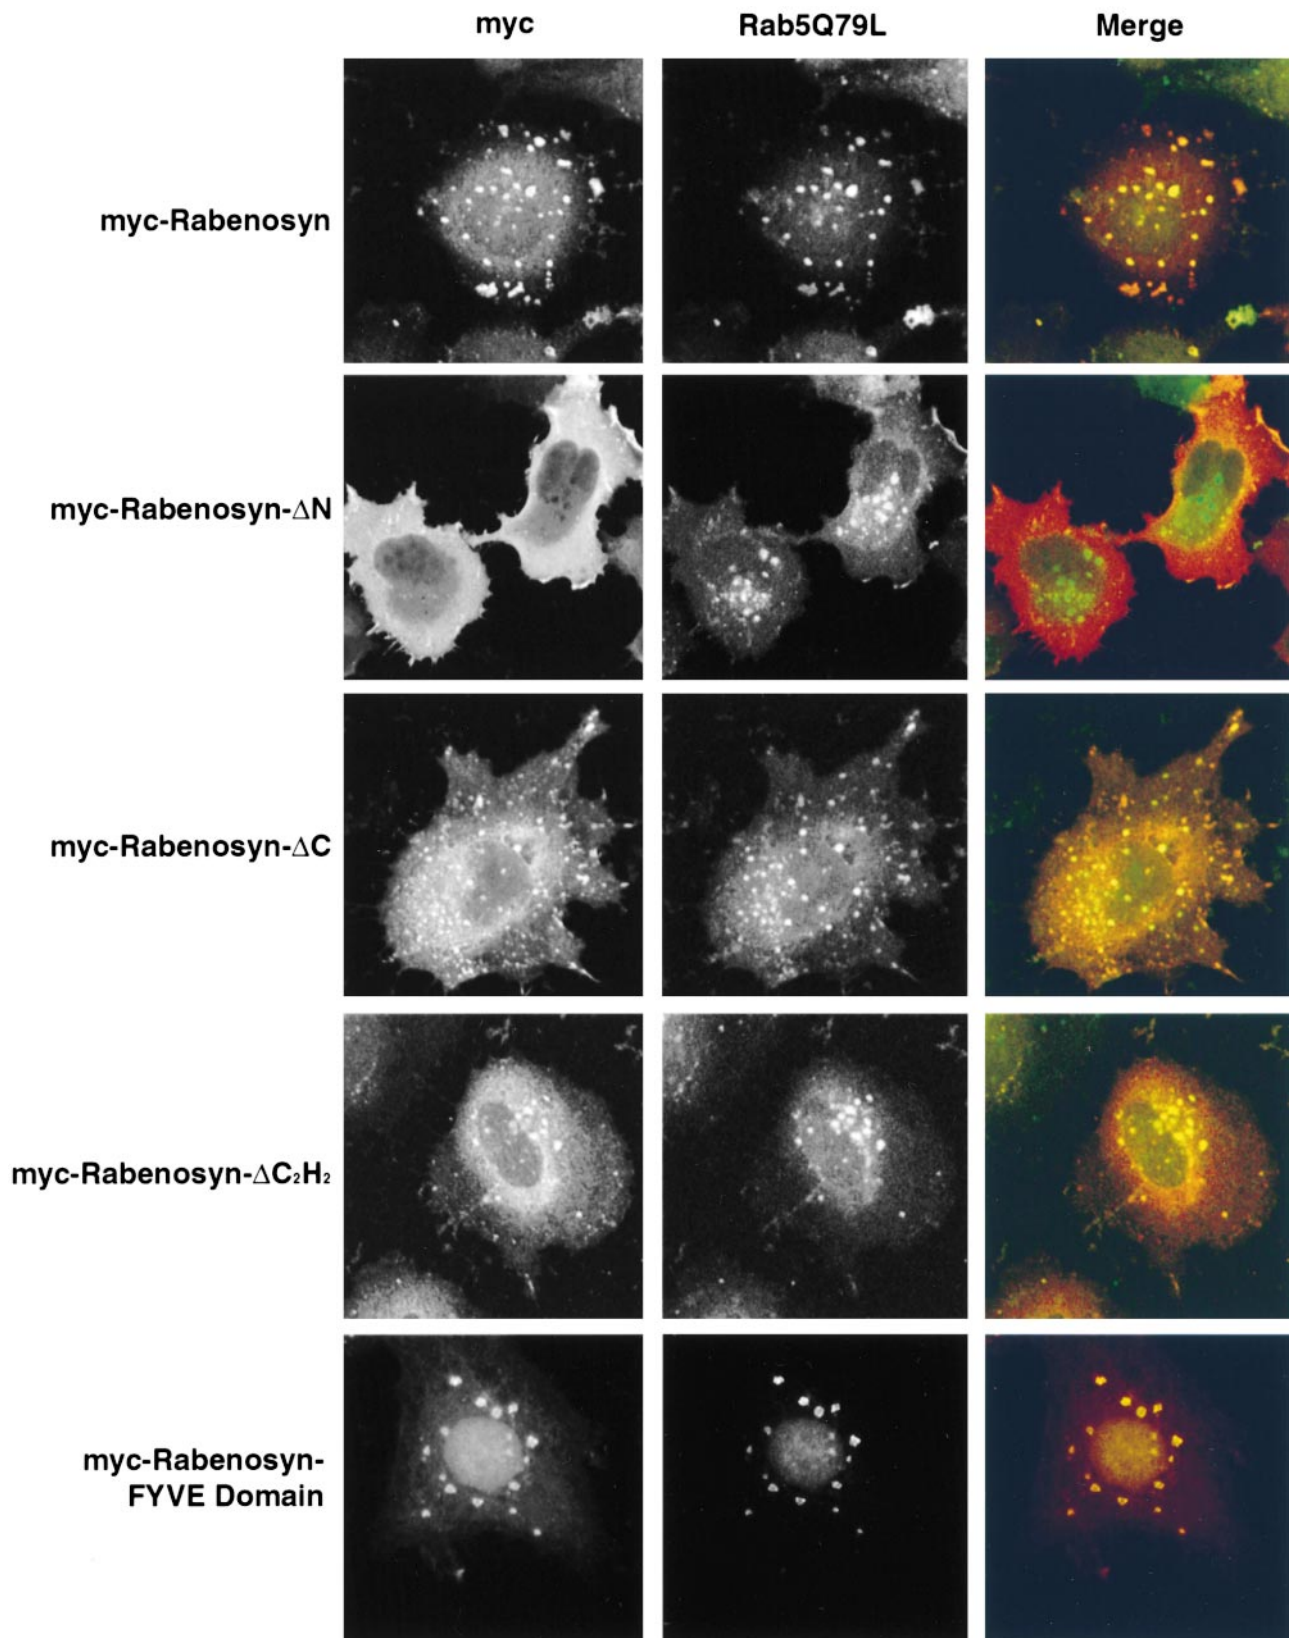 myc Rab5Q79L Merge
myc-Rabenosyn
myc-Rabenosyn-ΔN
myc-Rabenosyn-ΔC
myc-Rabenosyn-ΔC₂H₂
myc-Rabenosyn-
FYVE Domain